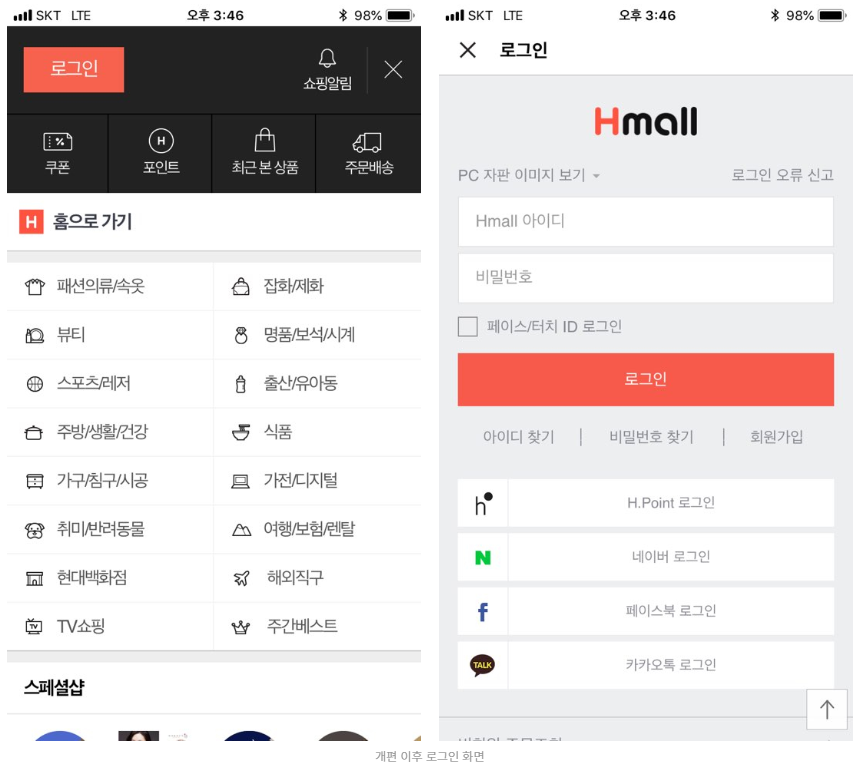 SKT LTE 오후 3:46 98%
로그인
쇼핑알림
쿠폰 포인트 최근 본 상품 주문배송
H 홈으로 가기
패션의류/속옷 잡화/제화
뷰티 명품/보석/시계
스포츠/레저 출산/유아동
주방/생활/건강 식품
가구/침구/시공 가전/디지털
취미/반려동물 여행/보험/렌탈
현대백화점 해외직구
TV쇼핑 주간베스트
스페셜샵
SKT LTE 오후 3:46 98%
로그인
Hmall
PC 자판 이미지 보기 로그인 오류 신고
Hmall 아이디
비밀번호
페이스/터치 ID 로그인
로그인
아이디 찾기 | 비밀번호 찾기 | 회원가입
h H.Point 로그인
N 네이버 로그인
f 페이스북 로그인
TALK 카카오톡 로그인
개편 이후 로그인 화면